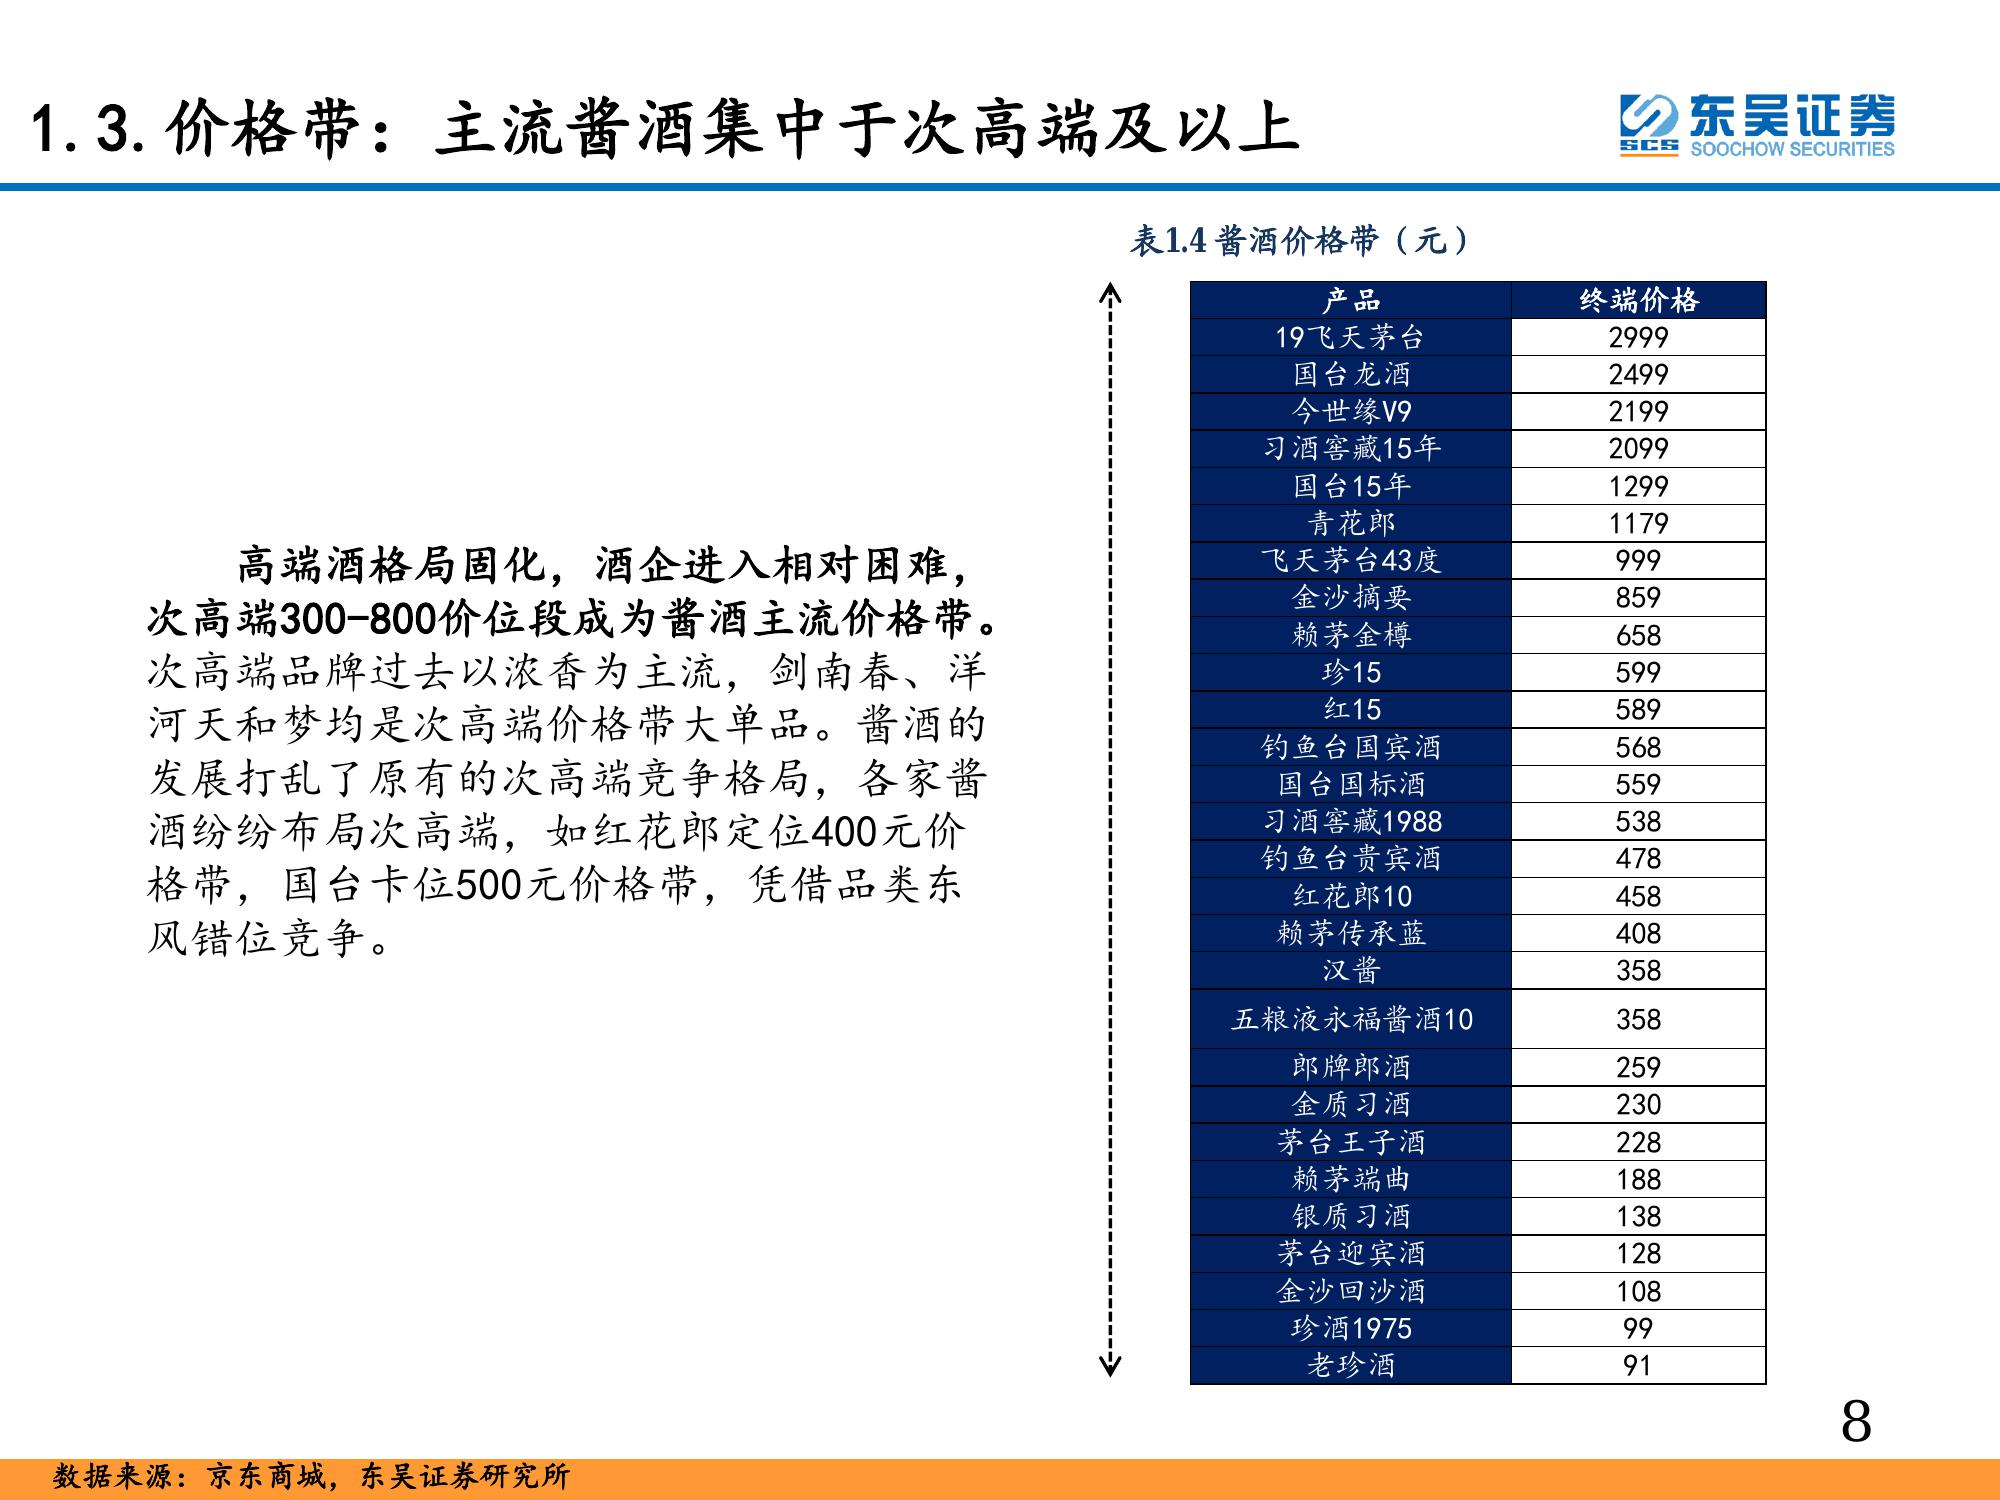 1.3.价格带：主流酱酒集中于次高端及以上
东吴证券
SCS
SOOCHOW SECURITIES
高端酒格局固化，酒企进入相对困难，
次高端300-800价位段成为酱酒主流价格带。
次高端品牌过去以浓香为主流，剑南春、洋
河天和梦均是次高端价格带大单品。酱酒的
发展打乱了原有的次高端竞争格局，各家酱
酒纷纷布局次高端，如红花郎定位400元价
格带，国台卡位500元价格带，凭借品类东
风错位竞争。
表1.4 酱酒价格带（元）
产品 终端价格
19飞天茅台 2999
国台龙酒 2499
今世缘V9 2199
习酒窖藏15年 2099
国台15年 1299
青花郎 1179
飞天茅台43度 999
金沙摘要 859
赖茅金樽 658
珍15 599
红15 589
钓鱼台国宾酒 568
国台国标酒 559
习酒窖藏1988 538
钓鱼台贵宾酒 478
红花郎10 458
赖茅传承蓝 408
汉酱 358
五粮液永福酱酒10 358
郎牌郎酒 259
金质习酒 230
茅台王子酒 228
赖茅端曲 188
银质习酒 138
茅台迎宾酒 128
金沙回沙酒 108
珍酒1975 99
老珍酒 91
8
数据来源：京东商城，东吴证券研究所